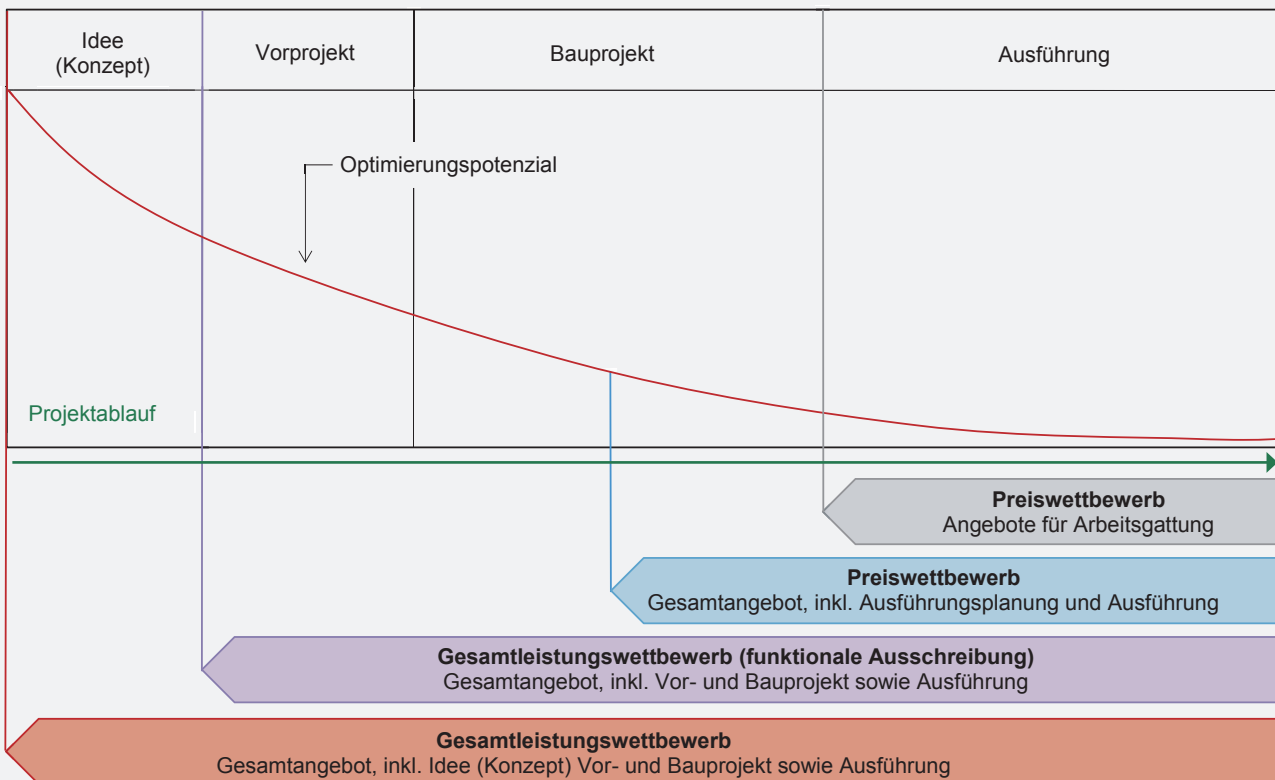 Idee
(Konzept)
Vorprojekt
Bauprojekt
Ausführung
Optimierungspotenzial
Projektablauf
Preiswettbewerb
Angebote für Arbeitsgattung
Preiswettbewerb
Gesamtangebot, inkl. Ausführungsplanung und Ausführung
Gesamtleistungswettbewerb (funktionale Ausschreibung)
Gesamtangebot, inkl. Vor- und Bauprojekt sowie Ausführung
Gesamtleistungswettbewerb
Gesamtangebot, inkl. Idee (Konzept) Vor- und Bauprojekt sowie Ausführung